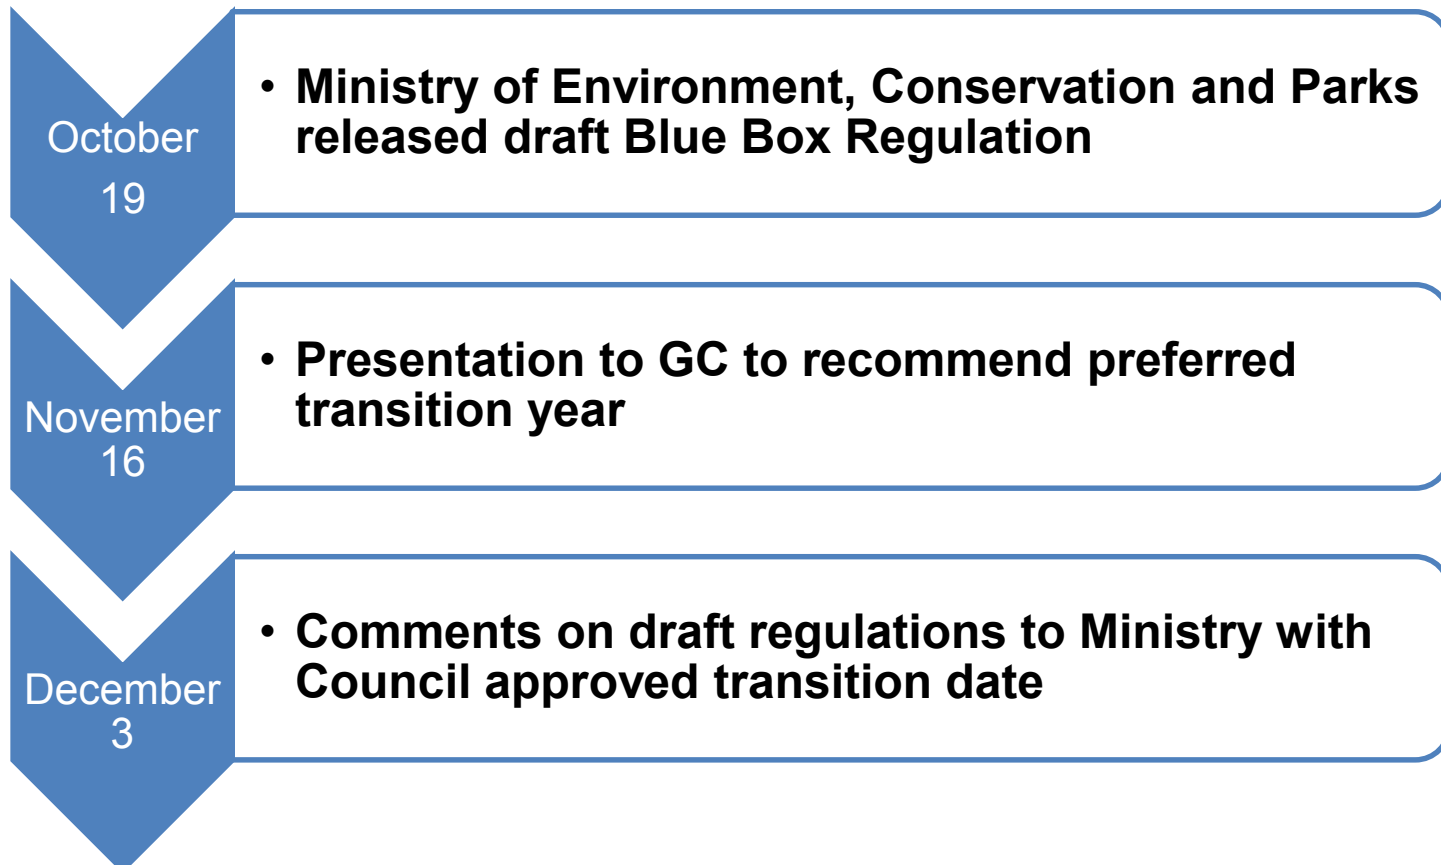 October
19
• Ministry of Environment, Conservation and Parks
released draft Blue Box Regulation
November
16
• Presentation to GC to recommend preferred
transition year
December
3
• Comments on draft regulations to Ministry with
Council approved transition date